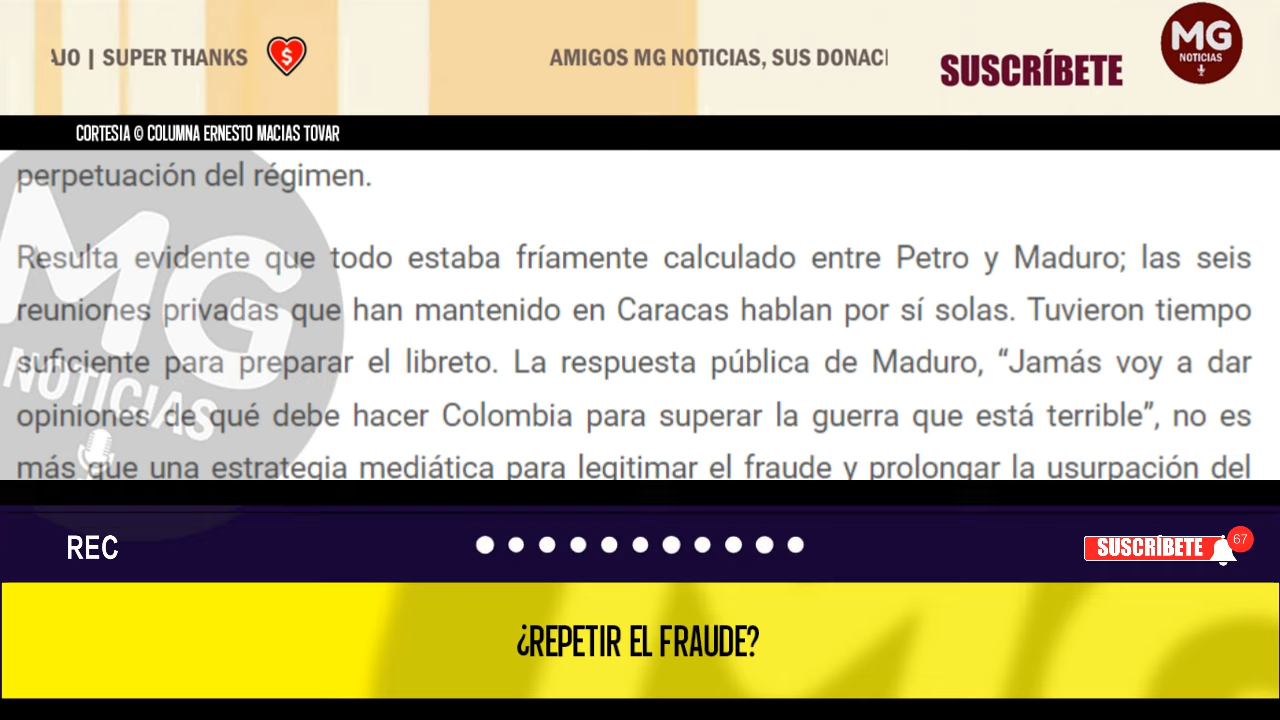 SUPER THANKS
$
AMIGOS MG NOTICIAS, SUS
SUSCRÍBETE
MG
NOTICIAS
CORTESIA © COLUMNA ERNESTO MACIAS TOVAR
perpetuación del régimen.
Resulta evidente que todo estaba fríamente calculado entre Petro y Maduro; las seis
reuniones privadas que han mantenido en Caracas hablan por sí solas. Tuvieron tiempo
suficiente para preparar el libreto. La respuesta pública de Maduro, “Jamás voy a dar
opiniones de qué debe hacer Colombia para superar la guerra que está terrible”, no es
más que una estrategia mediática para legitimar el fraude y prolongar la usurpación del
MG
NOTICIAS
REC
SUSCRÍBETE
67
¿REPETIR EL FRAUDE?